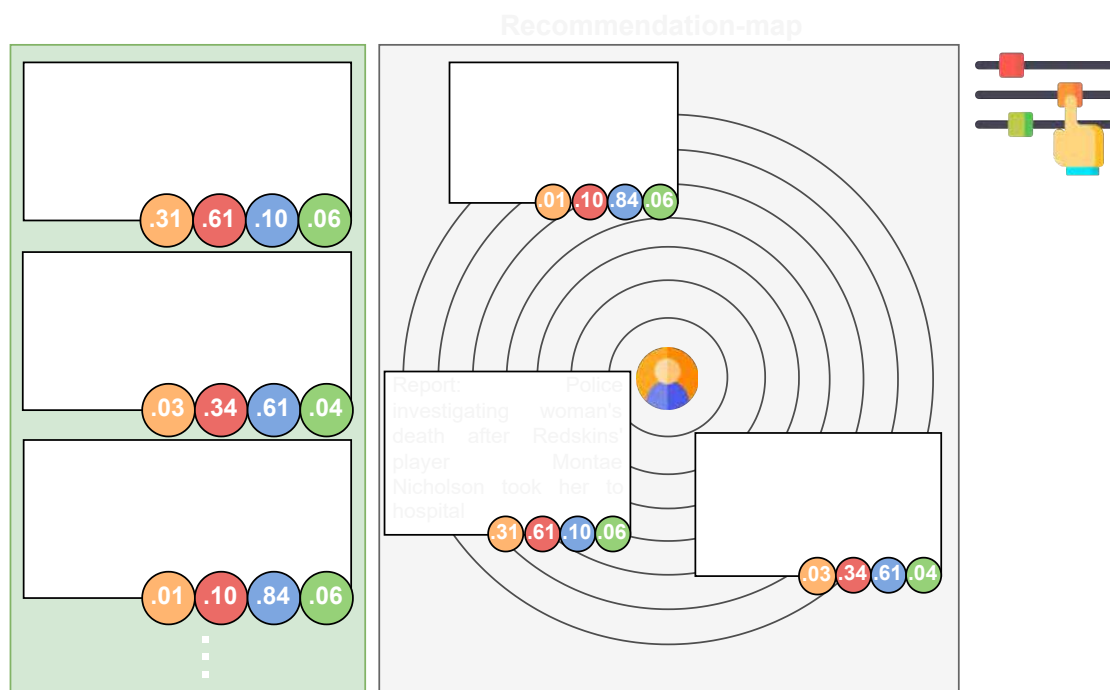 Recommendation-map
.31 .61 .10 .06
.03 .34 .61 .04
.01 .10 .84 .06
.01 .10 .84 .06
Report: Police
investigating woman's
death after Redskins'
player Montae
Nicholson took her to
hospital
.31 .61 .10 .06
.03 .34 .61 .04